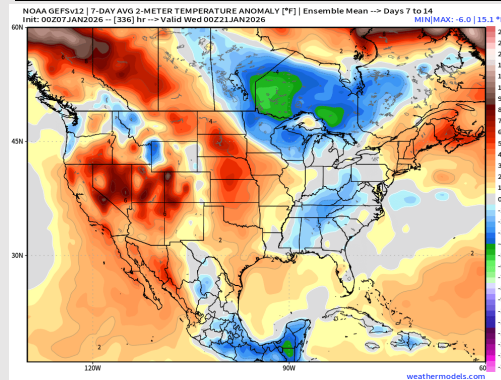 NOAA GEFSv12 | 7-DAY AVG 2-METER TEMPERATURE ANOMALY [°F] | Ensemble Mean --> Days 7 to 14
Init: 00Z07JAN2026 -- [336] hr --> Valid Wed 00Z21JAN2026 MIN|MAX: -6.0 | 15.1 °
60N
45N
30N
120W 90W 60
weathermodels.com